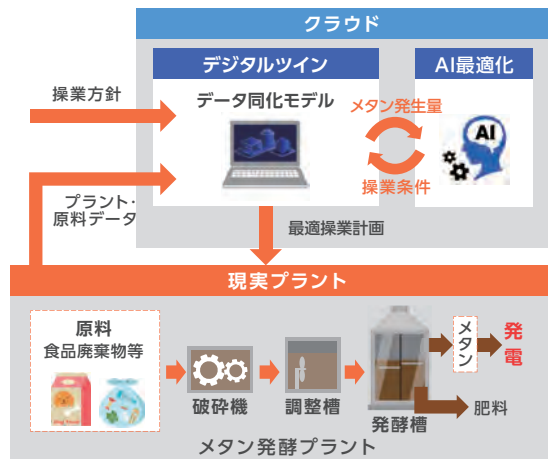 クラウド
デジタルツイン
AI最適化
操業方針
データ同化モデル
メタン発生量
AI
操業条件
プラント・
原料データ
最適操業計画
現実プラント
原料
食品廃棄物等
破砕機
調整槽
発酵槽
メタン
発電
肥料
メタン発酵プラント